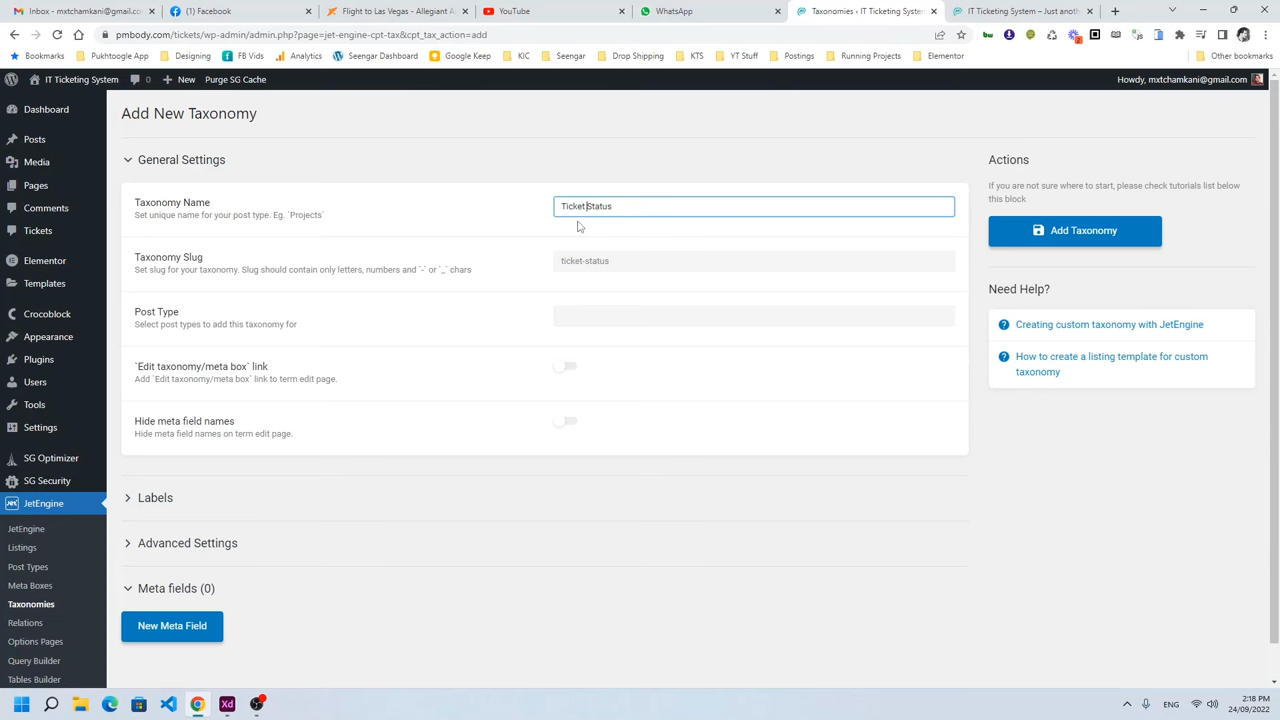 Inbox - mxtchamkani@gmail.co
Facebook
Flight to Las Vegas - Allegiant A
YouTube
WhatsApp
Taxonomies ‹ IT Ticketing System
IT Ticketing System – Just anoth
pmbody.com/tickets/wp-admin/admin.php?page=jet-engine-cpt-tax&cpt_tax_action=add
Bookmarks
Pukhtoogle App
Designing
FB Vids
Analytics
Seengar Dashboard
Google Keep
KIC
Seengar
Drop Shipping
KTS
YT Stuff
Postings
Ready Projects
Elementor
Other bookmarks
IT Ticketing System
0
+ New
Purge SG Cache
Howdy, mxtchamkani@gmail.com
Dashboard
Posts
Media
Pages
Comments
Tickets
Elementor
Templates
Crocoblock
Appearance
Plugins
Users
Tools
Settings
SG Optimizer
SG Security
JetEngine
JetEngine
Listings
Post Types
Meta Boxes
Taxonomies
Relations
Options Pages
Query Builder
Tables Builder
Add New Taxonomy
General Settings
Taxonomy Name
Set unique name for your post type. Eg. `Projects`
Ticket Status
Taxonomy Slug
Set slug for your taxonomy. Slug should contain only letters, numbers and `-` or `_` chars
ticket-status
Post Type
Select post types to add this taxonomy for
`Edit taxonomy/meta box` link
Add `Edit taxonomy/meta box` link to term edit page.
Hide meta field names
Hide meta field names on term edit page.
Labels
Advanced Settings
Meta fields (0)
New Meta Field
Actions
If you are not sure where to start, please check tutorials list below
this block
Add Taxonomy
Need Help?
Creating custom taxonomy with JetEngine
How to create a listing template for custom
taxonomy
ENG
2:18 PM
24/09/2022